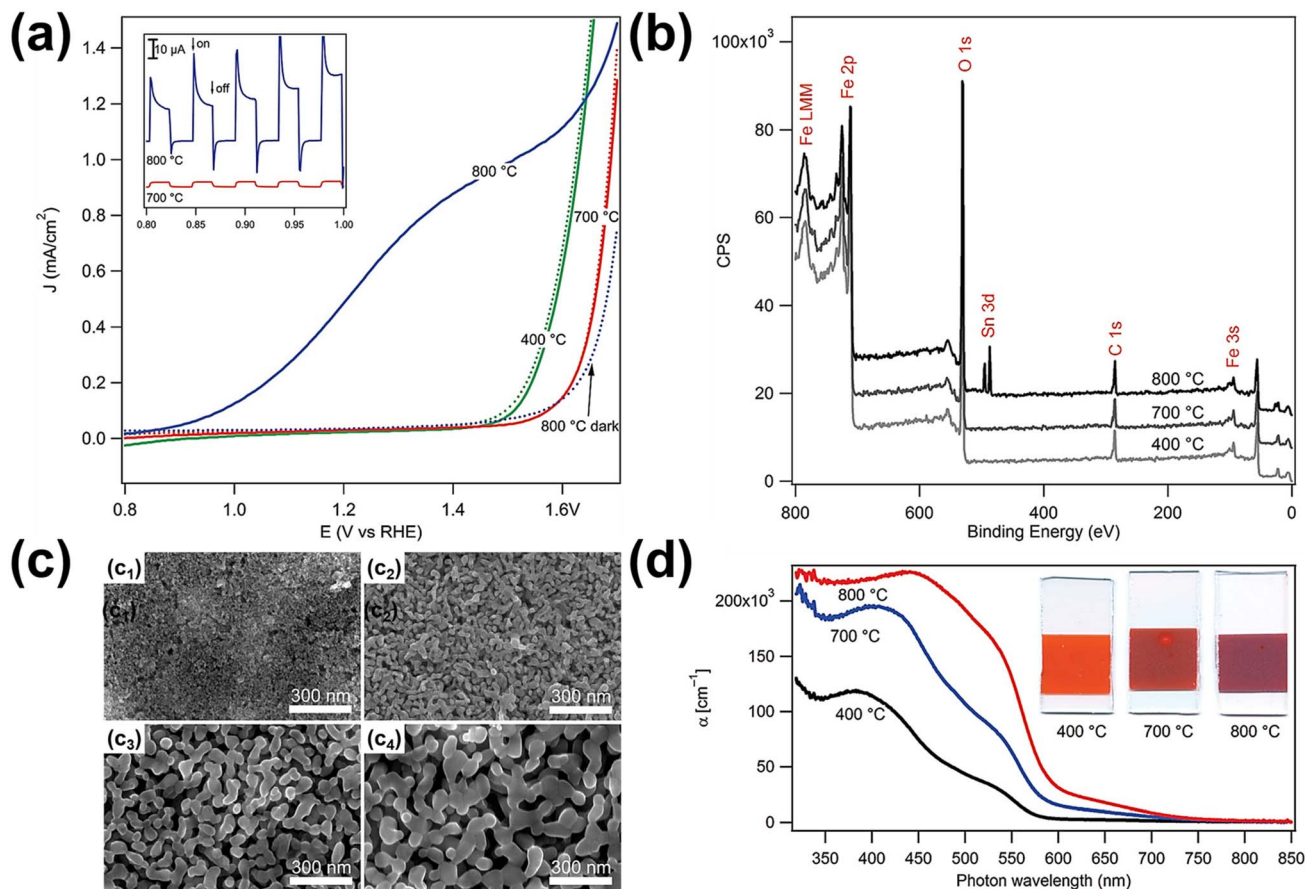 (a)
1.4
1.2
1.0
0.8
0.6
0.4
0.2
0.0
J (mA/cm²)
0.8
1.0
1.2
1.4
1.6V
E (V vs RHE)
10 µA
on
off
800 °C
700 °C
0.80
0.85
0.90
0.95
1.00
800 °C
700 °C
400 °C
800 °C dark
(b)
100x10³
80
60
40
20
0
CPS
Fe LMM
Fe 2p
O 1s
Sn 3d
C 1s
Fe 3s
800 °C
700 °C
400 °C
800
600
400
200
0
Binding Energy (eV)
(c)
(c₁)
(c₁)
300 nm
(c₂)
(c₂)
300 nm
(c₃)
300 nm
(c₄)
300 nm
(d)
200x10³
150
100
50
0
α [cm⁻¹]
800 °C
700 °C
400 °C
400 °C
700 °C
800 °C
350
400
450
500
550
600
650
700
750
800
850
Photon wavelength (nm)